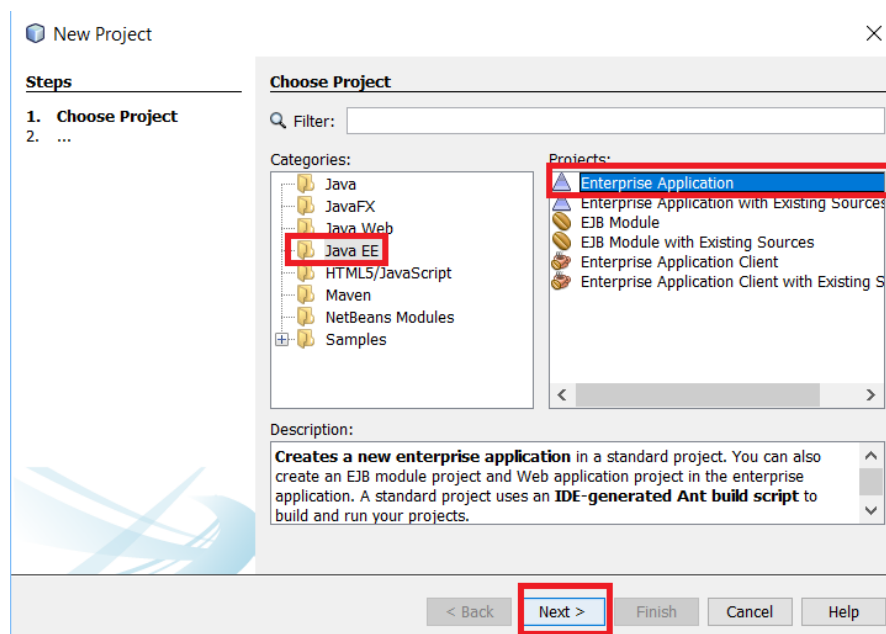 New Project
Steps
1. Choose Project
2. ...
Choose Project
Filter:
Categories:
Java
JavaFX
Java Web
Java EE
HTML5/JavaScript
Maven
NetBeans Modules
Samples
Projects:
Enterprise Application
Enterprise Application with Existing Sources
EJB Module
EJB Module with Existing Sources
Enterprise Application Client
Enterprise Application Client with Existing S
Description:
Creates a new enterprise application in a standard project. You can also
create an EJB module project and Web application project in the enterprise
application. A standard project uses an IDE-generated Ant build script to
build and run your projects.
< Back Next > Finish Cancel Help